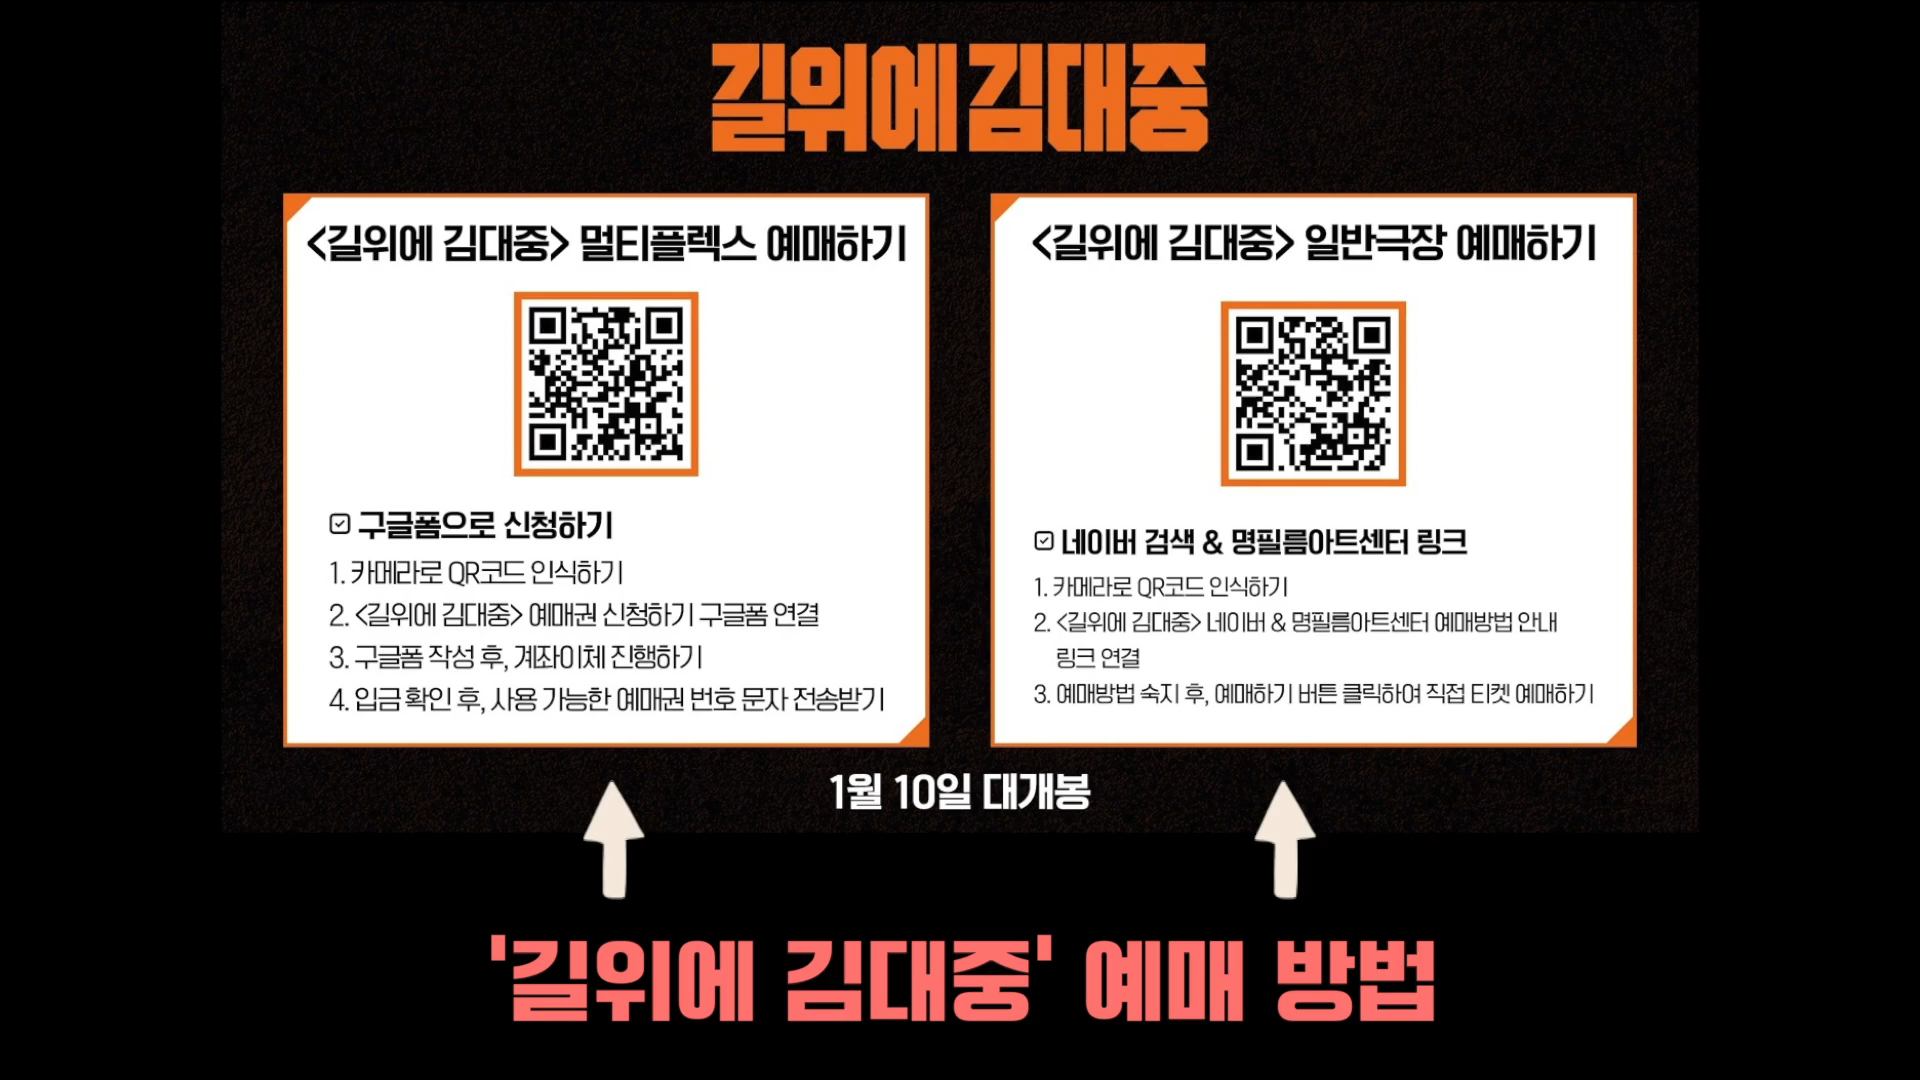 길위에 김대중
<길위에 김대중> 멀티플렉스 예매하기
구글폼으로 신청하기
1. 카메라로 QR코드 인식하기
2. <길위에 김대중> 예매권 신청하기 구글폼 연결
3. 구글폼 작성 후, 계좌이체 진행하기
4. 입금 확인 후, 사용 가능한 예매권 번호 문자 전송받기
<길위에 김대중> 일반극장 예매하기
네이버 검색 & 명필름아트센터 링크
1. 카메라로 QR코드 인식하기
2. <길위에 김대중> 네이버 & 명필름아트센터 예매방법 안내
링크 연결
3. 예매방법 숙지 후, 예매하기 버튼 클릭하여 직접 티켓 예매하기
1월 10일 대개봉
'길위에 김대중' 예매 방법